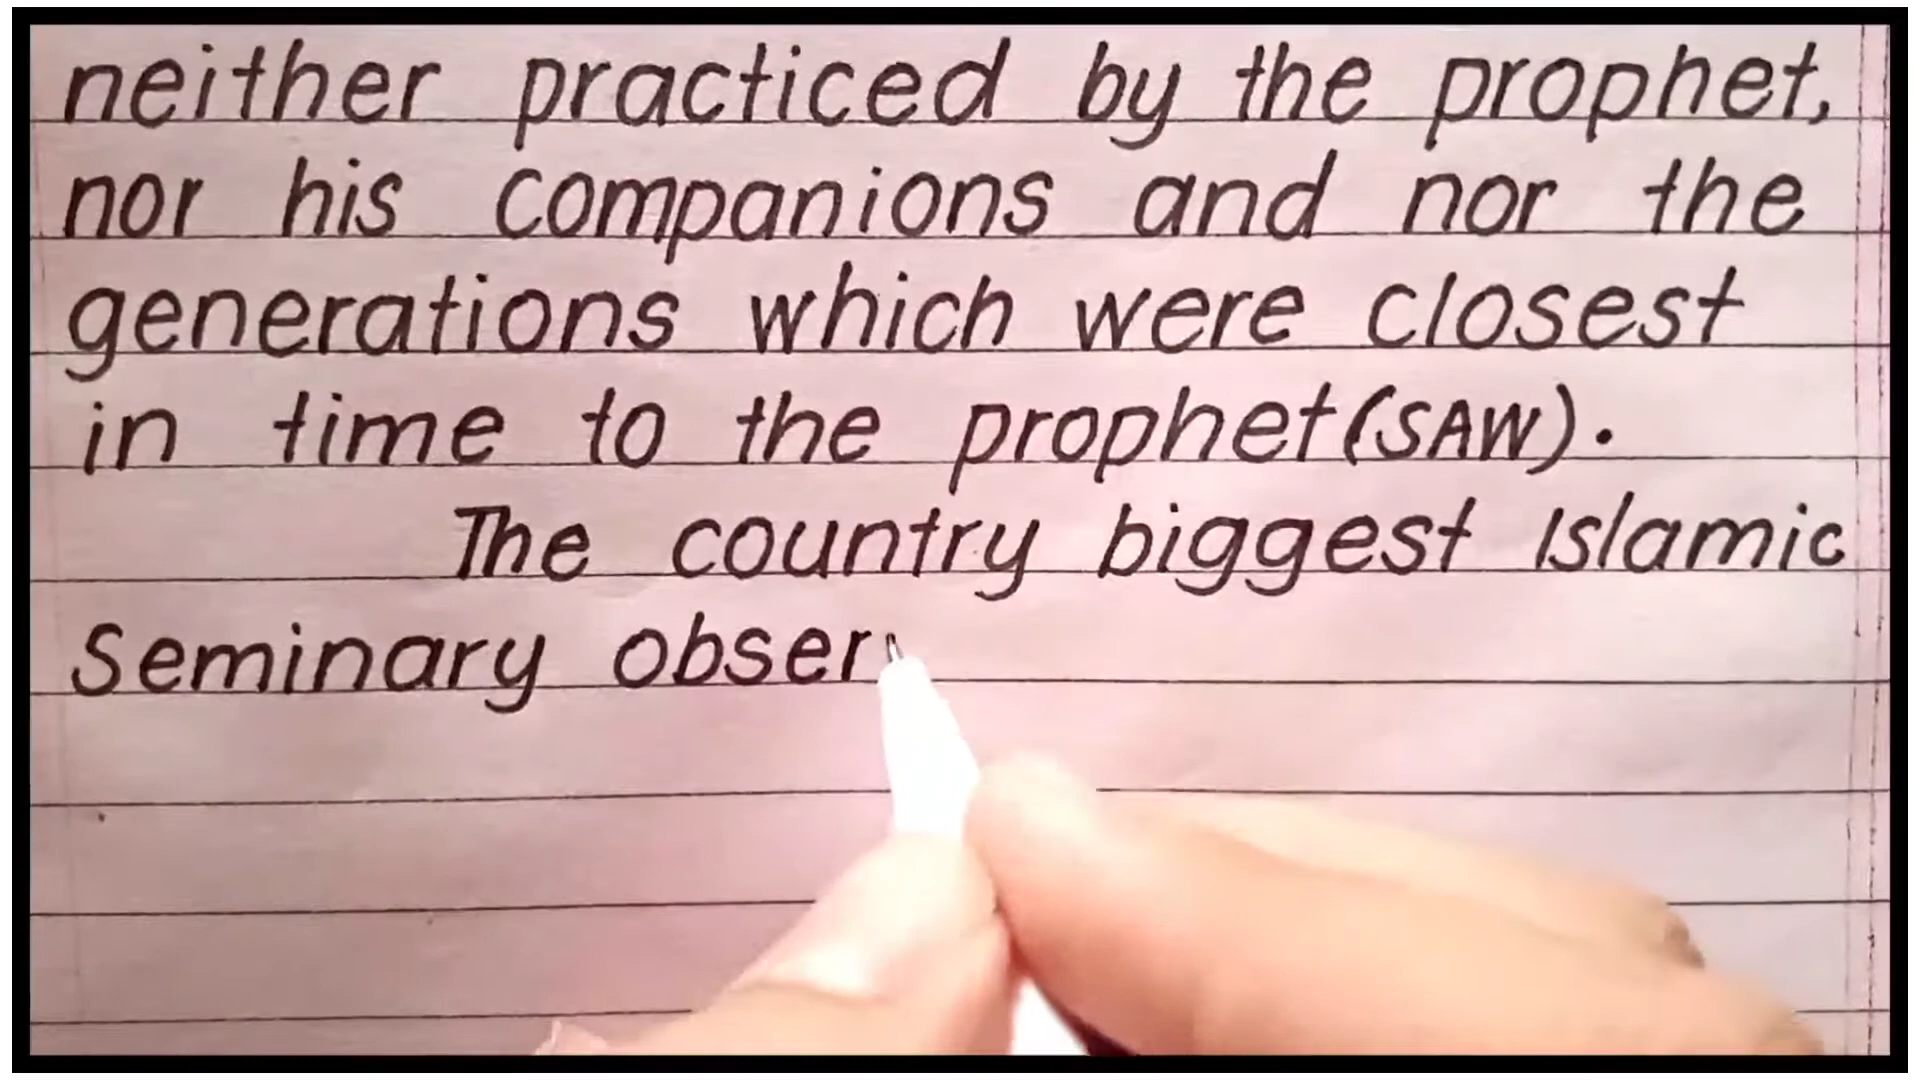 neither practiced by the prophet,
nor his companions and nor the
generations which were closest
in time to the prophet(SAW).
The country biggest Islamic
Seminary obser